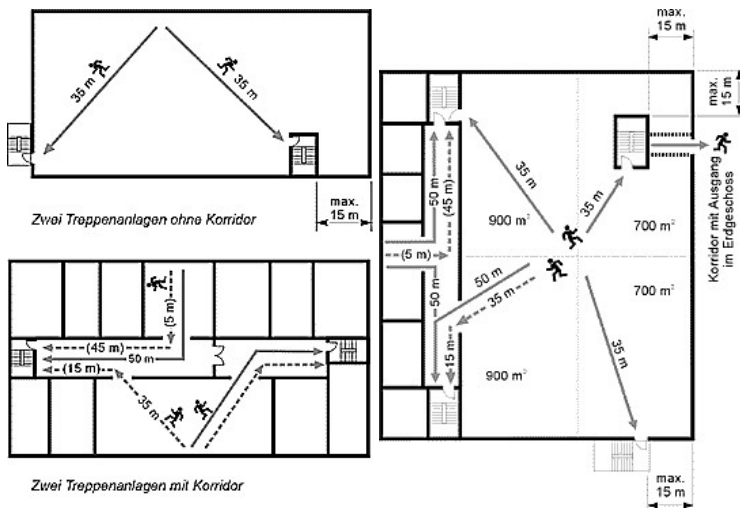 35 m
35 m
Zwei Treppenanlagen ohne Korridor
max.
15 m
(5 m)
(45 m)
50 m
(15 m)
35 m
Zwei Treppenanlagen mit Korridor
max.
15 m
max.
15 m
35 m
35 m
50 m
(45 m)
900 m²
700 m²
(5 m)
50 m
50 m
35 m
700 m²
15 m
900 m²
35 m
Korridor mit Ausgang
im Erdgeschoss
max.
15 m